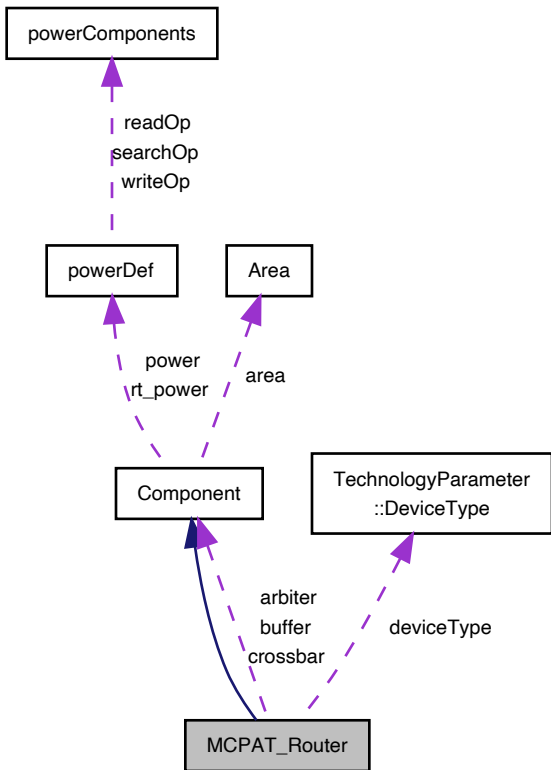 powerComponents
readOp
searchOp
writeOp
powerDef
Area
power
rt_power
area
Component
TechnologyParameter
::DeviceType
arbiter
buffer
crossbar
deviceType
MCPAT_Router